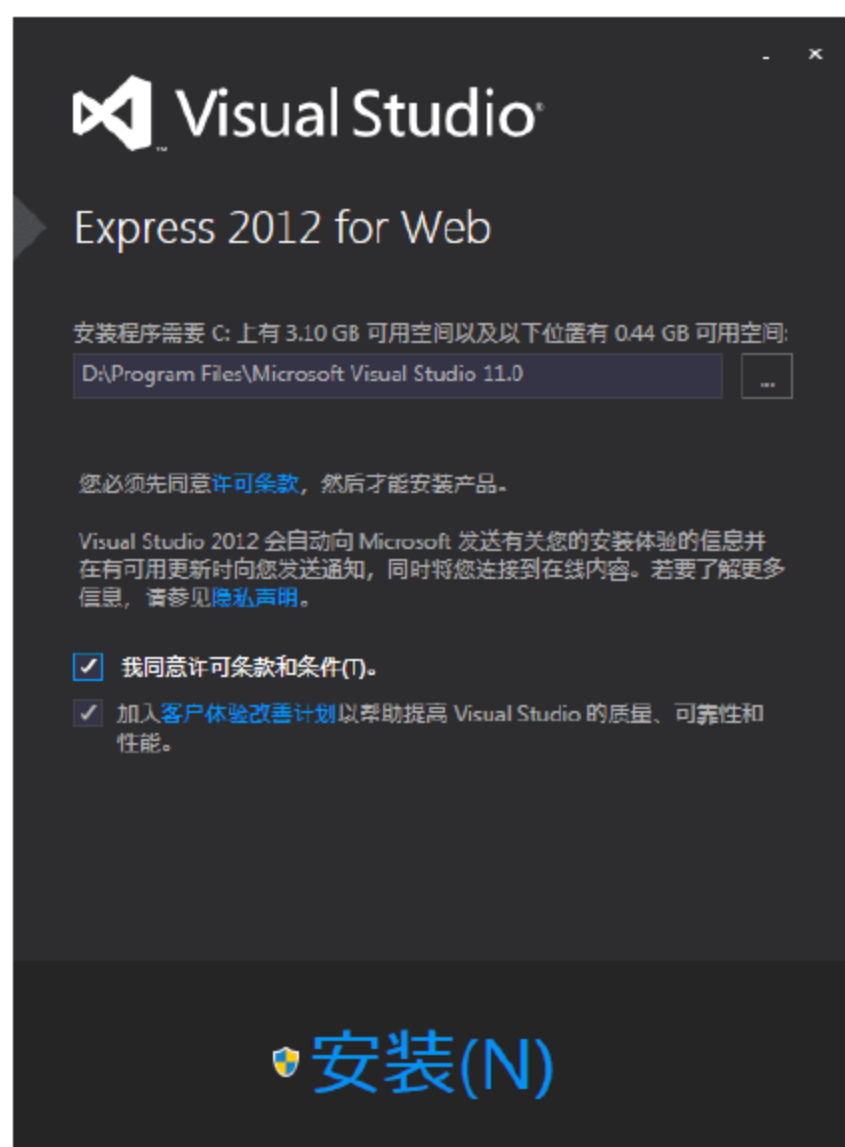 Visual Studio®
™
Express 2012 for Web
安装程序需要 C: 上有 3.10 GB 可用空间以及以下位置有 0.44 GB 可用空间:
D:\Program Files\Microsoft Visual Studio 11.0
...
您必须先同意许可条款，然后才能安装产品。
Visual Studio 2012 会自动向 Microsoft 发送有关您的安装体验的信息并
在有可用更新时向您发送通知，同时将您连接到在线内容。若要了解更多
信息，请参见隐私声明。
我同意许可条款和条件(T)。
加入客户体验改善计划以帮助提高 Visual Studio 的质量、可靠性和
性能。
安装(N)